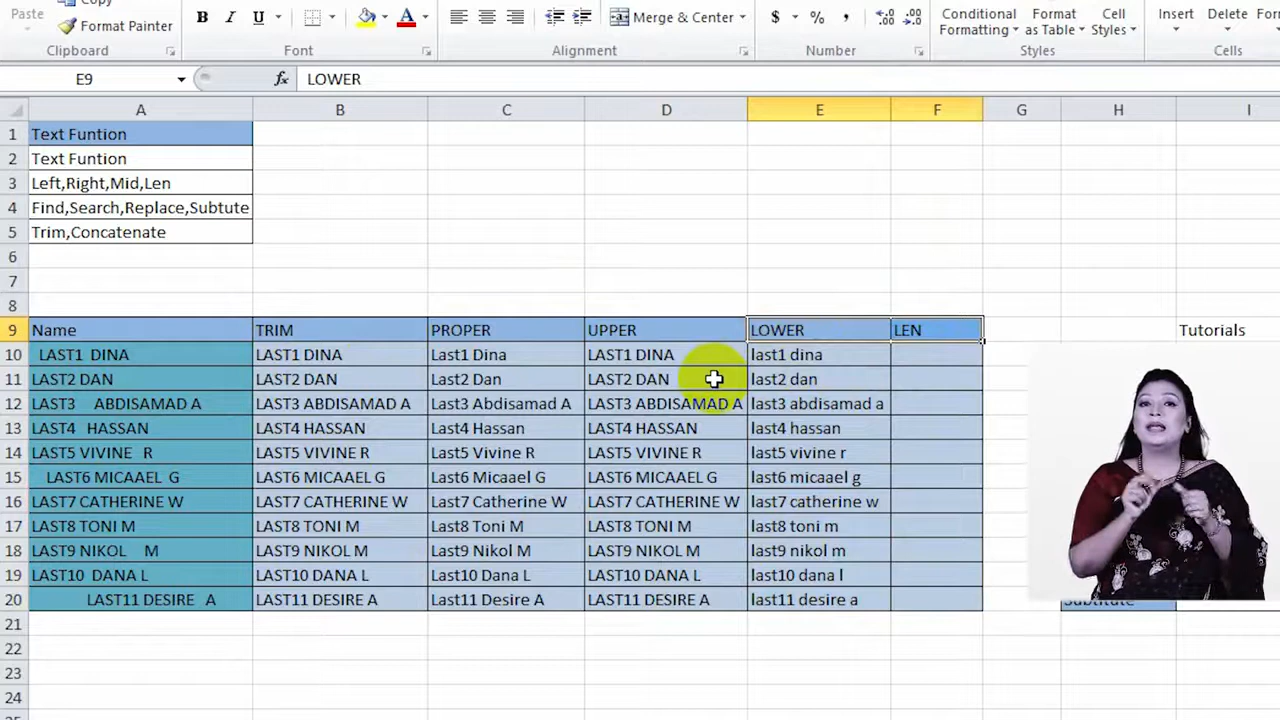 Paste
Copy
Format Painter
B I U
A
Merge & Center
$ % ,
Conditional Formatting
Format as Table
Cell Styles
Insert
Delete
Clipboard
Font
Alignment
Number
Styles
Cells
E9
fx
LOWER
A B C D E F G H I
1 Text Funtion
2 Text Funtion
3 Left,Right,Mid,Len
4 Find,Search,Replace,Subtute
5 Trim,Concatenate
6
7
8
9 Name TRIM PROPER UPPER LOWER LEN Tutorials
10 LAST1 DINA LAST1 DINA Last1 Dina LAST1 DINA last1 dina
11 LAST2 DAN LAST2 DAN Last2 Dan LAST2 DAN last2 dan
12 LAST3 ABDISAMAD A LAST3 ABDISAMAD A Last3 Abdisamad A LAST3 ABDISAMAD A last3 abdisamad a
13 LAST4 HASSAN LAST4 HASSAN Last4 Hassan LAST4 HASSAN last4 hassan
14 LAST5 VIVINE R LAST5 VIVINE R Last5 Vivine R LAST5 VIVINE R last5 vivine r
15 LAST6 MICAAEL G LAST6 MICAAEL G Last6 Micaael G LAST6 MICAAEL G last6 micaael g
16 LAST7 CATHERINE W LAST7 CATHERINE W Last7 Catherine W LAST7 CATHERINE W last7 catherine w
17 LAST8 TONI M LAST8 TONI M Last8 Toni M LAST8 TONI M last8 toni m
18 LAST9 NIKOL M LAST9 NIKOL M Last9 Nikol M LAST9 NIKOL M last9 nikol m
19 LAST10 DANA L LAST10 DANA L Last10 Dana L LAST10 DANA L last10 dana l
20 LAST11 DESIRE A LAST11 DESIRE A Last11 Desire A LAST11 DESIRE A last11 desire a Substitute
21
22
23
24